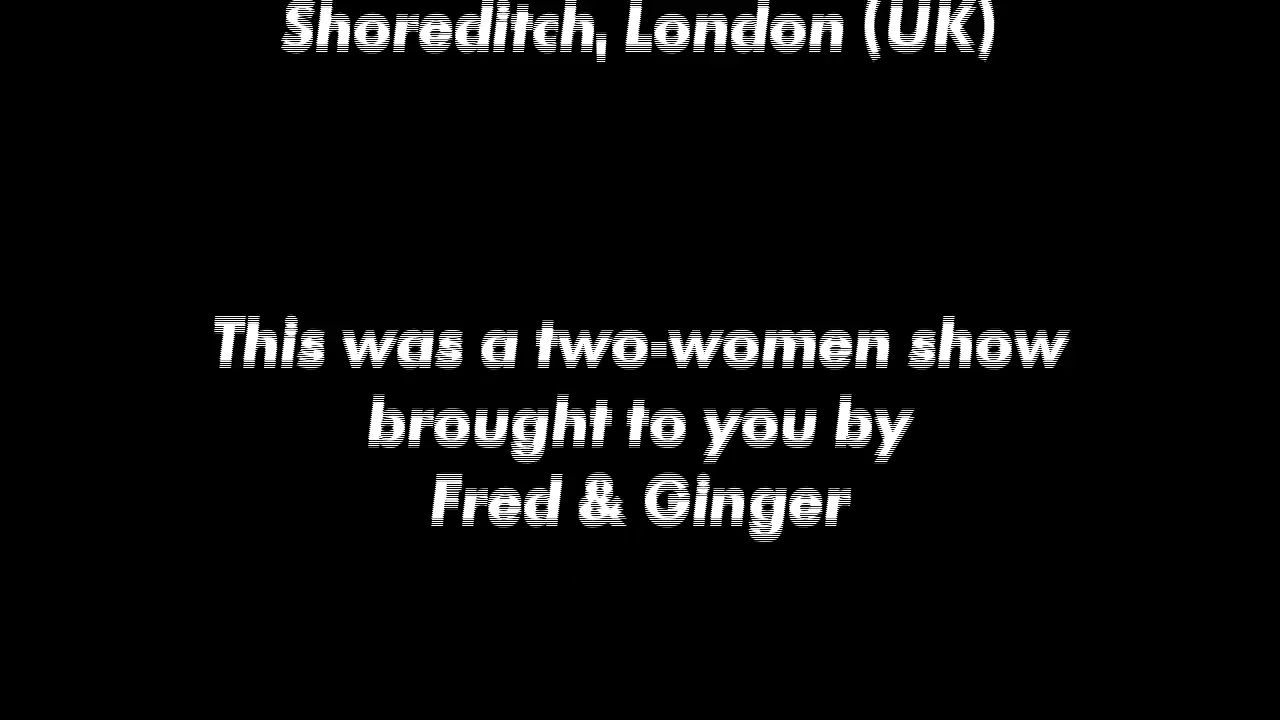 Shoreditch, London (UK)
This was a two-women show
brought to you by
Fred & Ginger